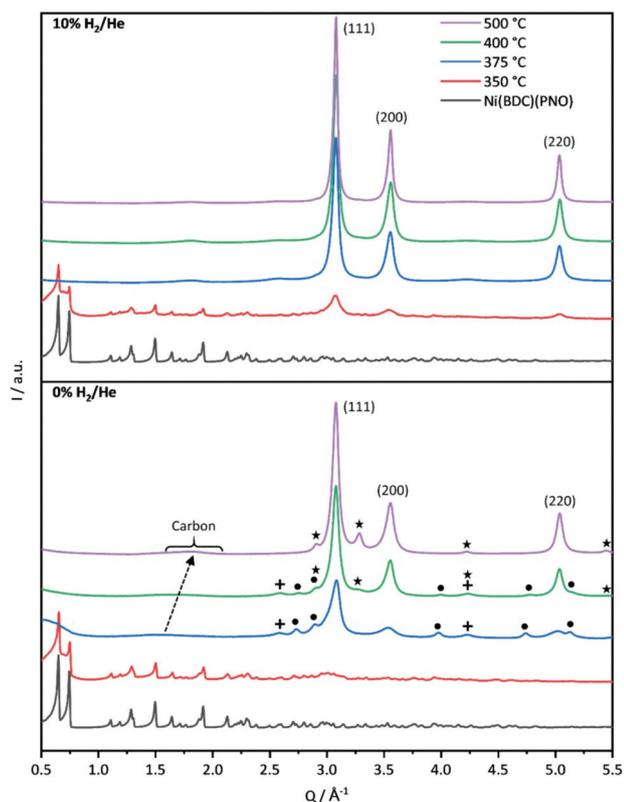 10% H₂/He
(111)
500 °C
400 °C
375 °C
350 °C
Ni(BDC)(PNO)
(200)
(220)
I / a.u.
0% H₂/He
(111)
(200)
(220)
Carbon
0.5 1.0 1.5 2.0 2.5 3.0 3.5 4.0 4.5 5.0 5.5
Q / Å⁻¹